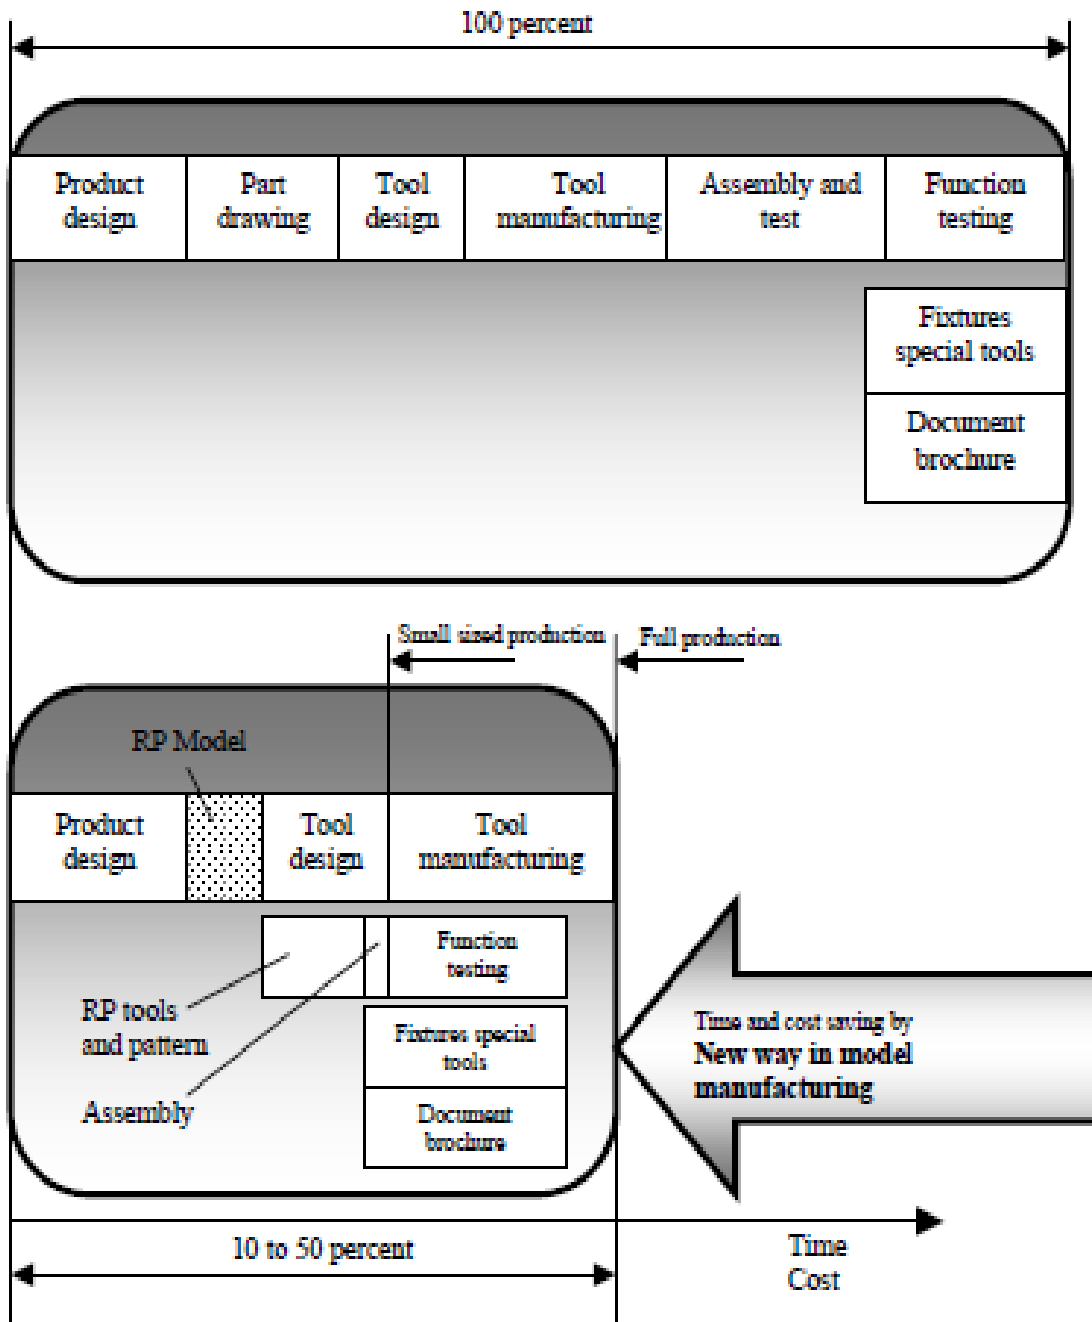 100 percent
Product
design
Part
drawing
Tool
design
Tool
manufacturing
Assembly and
test
Function
testing
Fixtures
special tools
Document
brochure
Small sized production
Full production
RP Model
Product
design
Tool
design
Tool
manufacturing
Function
testing
RP tools
and pattern
Fixtures special
tools
Assembly
Document
brochure
Time and cost saving by
New way in model
manufacturing
10 to 50 percent
Time
Cost